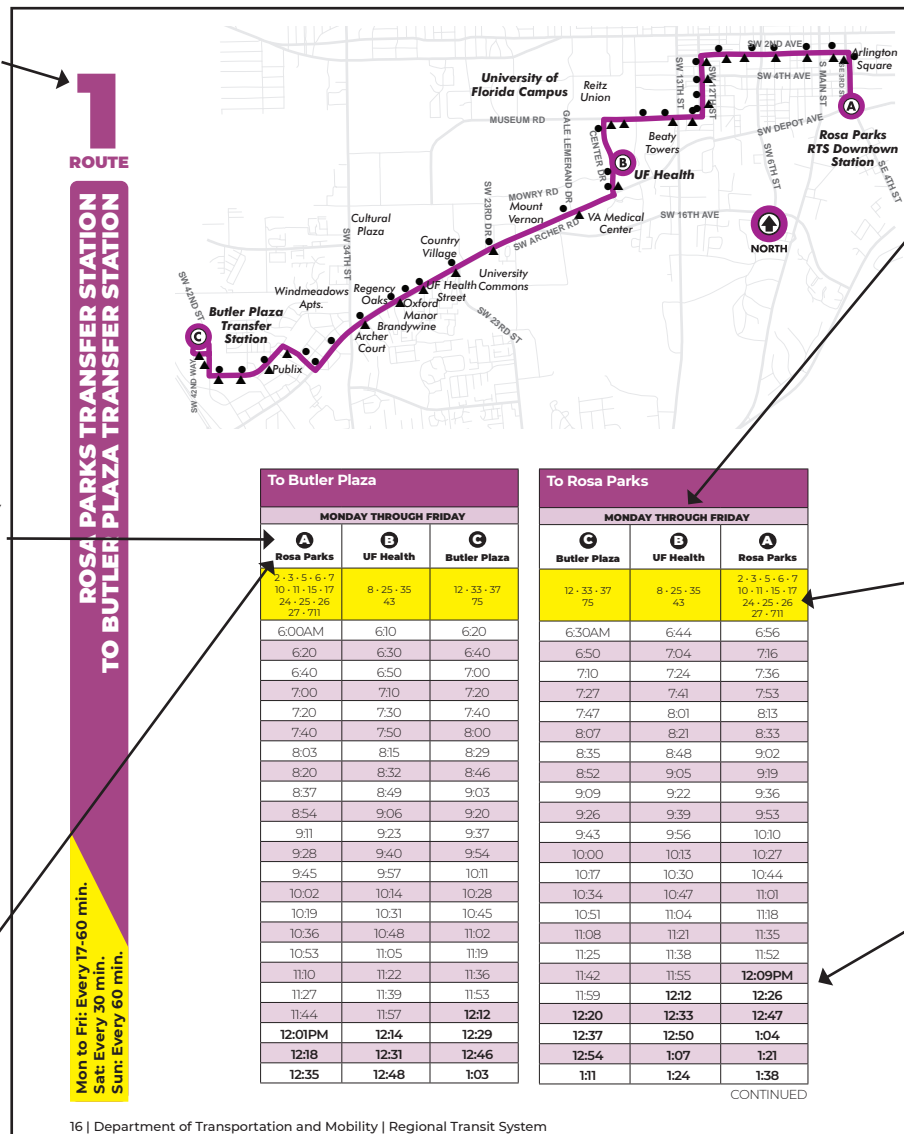 1
ROUTE
ROSA PARKS TRANSFER STATION
TO BUTLER PLAZA TRANSFER STATION
Mon to Fri: Every 17-60 min.
Sat: Every 30 min.
Sun: Every 60 min.
SW 2ND AVE
Arlington
Square
University of
Florida Campus
Reitz
Union
SW 13TH ST
SW 12TH ST
SW 4TH AVE
S MAIN ST
SE 3RD ST
A
MUSEUM RD
GALE LEMERAND DR
CENTER DR
Beaty
Towers
SW DEPOT AVE
Rosa Parks
RTS Downtown
Station
B
UF Health
SW 6TH ST
SE 4TH ST
MOWRY RD
Mount
Vernon
SW 23RD DR
SW ARCHER RD
VA Medical
Center
SW 16TH AVE
NORTH
Cultural
Plaza
SW 34TH ST
Country
Village
University
Commons
UF Health
Street
Windmeadows
Apts.
Regency
Oaks
Oxford
Manor
Brandywine
SW 23RD ST
SW 42ND ST
Butler Plaza
Transfer
Station
C
Archer
Court
Publix
SW 42ND WAY
To Butler Plaza
MONDAY THROUGH FRIDAY
A B C
Rosa Parks UF Health Butler Plaza
2 • 3 • 5 • 6 • 7
10 • 11 • 15 • 17 8 • 25 • 35 12 • 33 • 37
24 • 25 • 26 43 75
27 • 711
6:00AM 6:10 6:20
6:20 6:30 6:40
6:40 6:50 7:00
7:00 7:10 7:20
7:20 7:30 7:40
7:40 7:50 8:00
8:03 8:15 8:29
8:20 8:32 8:46
8:37 8:49 9:03
8:54 9:06 9:20
9:11 9:23 9:37
9:28 9:40 9:54
9:45 9:57 10:11
10:02 10:14 10:28
10:19 10:31 10:45
10:36 10:48 11:02
10:53 11:05 11:19
11:10 11:22 11:36
11:27 11:39 11:53
11:44 11:57 12:12
12:01PM 12:14 12:29
12:18 12:31 12:46
12:35 12:48 1:03
To Rosa Parks
MONDAY THROUGH FRIDAY
C B A
Butler Plaza UF Health Rosa Parks
2 • 3 • 5 • 6 • 7
12 • 33 • 37 8 • 25 • 35 10 • 11 • 15 • 17
75 43 24 • 25 • 26
27 • 711
6:30AM 6:44 6:56
6:50 7:04 7:16
7:10 7:24 7:36
7:27 7:41 7:53
7:47 8:01 8:13
8:07 8:21 8:33
8:35 8:48 9:02
8:52 9:05 9:19
9:09 9:22 9:36
9:26 9:39 9:53
9:43 9:56 10:10
10:00 10:13 10:27
10:17 10:30 10:44
10:34 10:47 11:01
10:51 11:04 11:18
11:08 11:21 11:35
11:25 11:38 11:52
11:42 11:55 12:09PM
11:59 12:12 12:26
12:20 12:33 12:47
12:37 12:50 1:04
12:54 1:07 1:21
1:11 1:24 1:38
CONTINUED
16 | Department of Transportation and Mobility | Regional Transit System